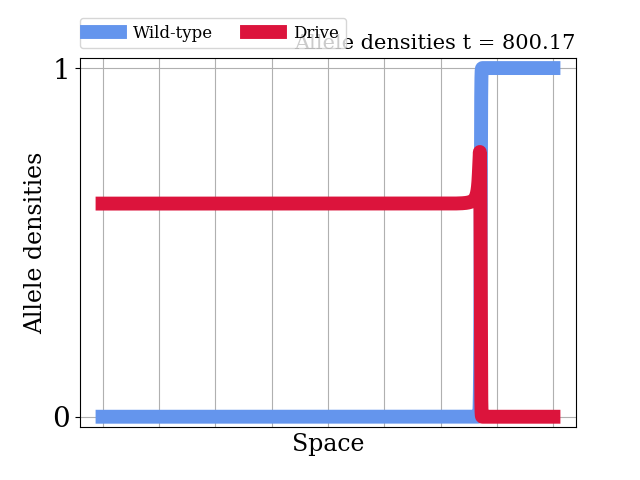 Wild-type
Drive
Allele densities t = 800.17
1
0
Allele densities
Space